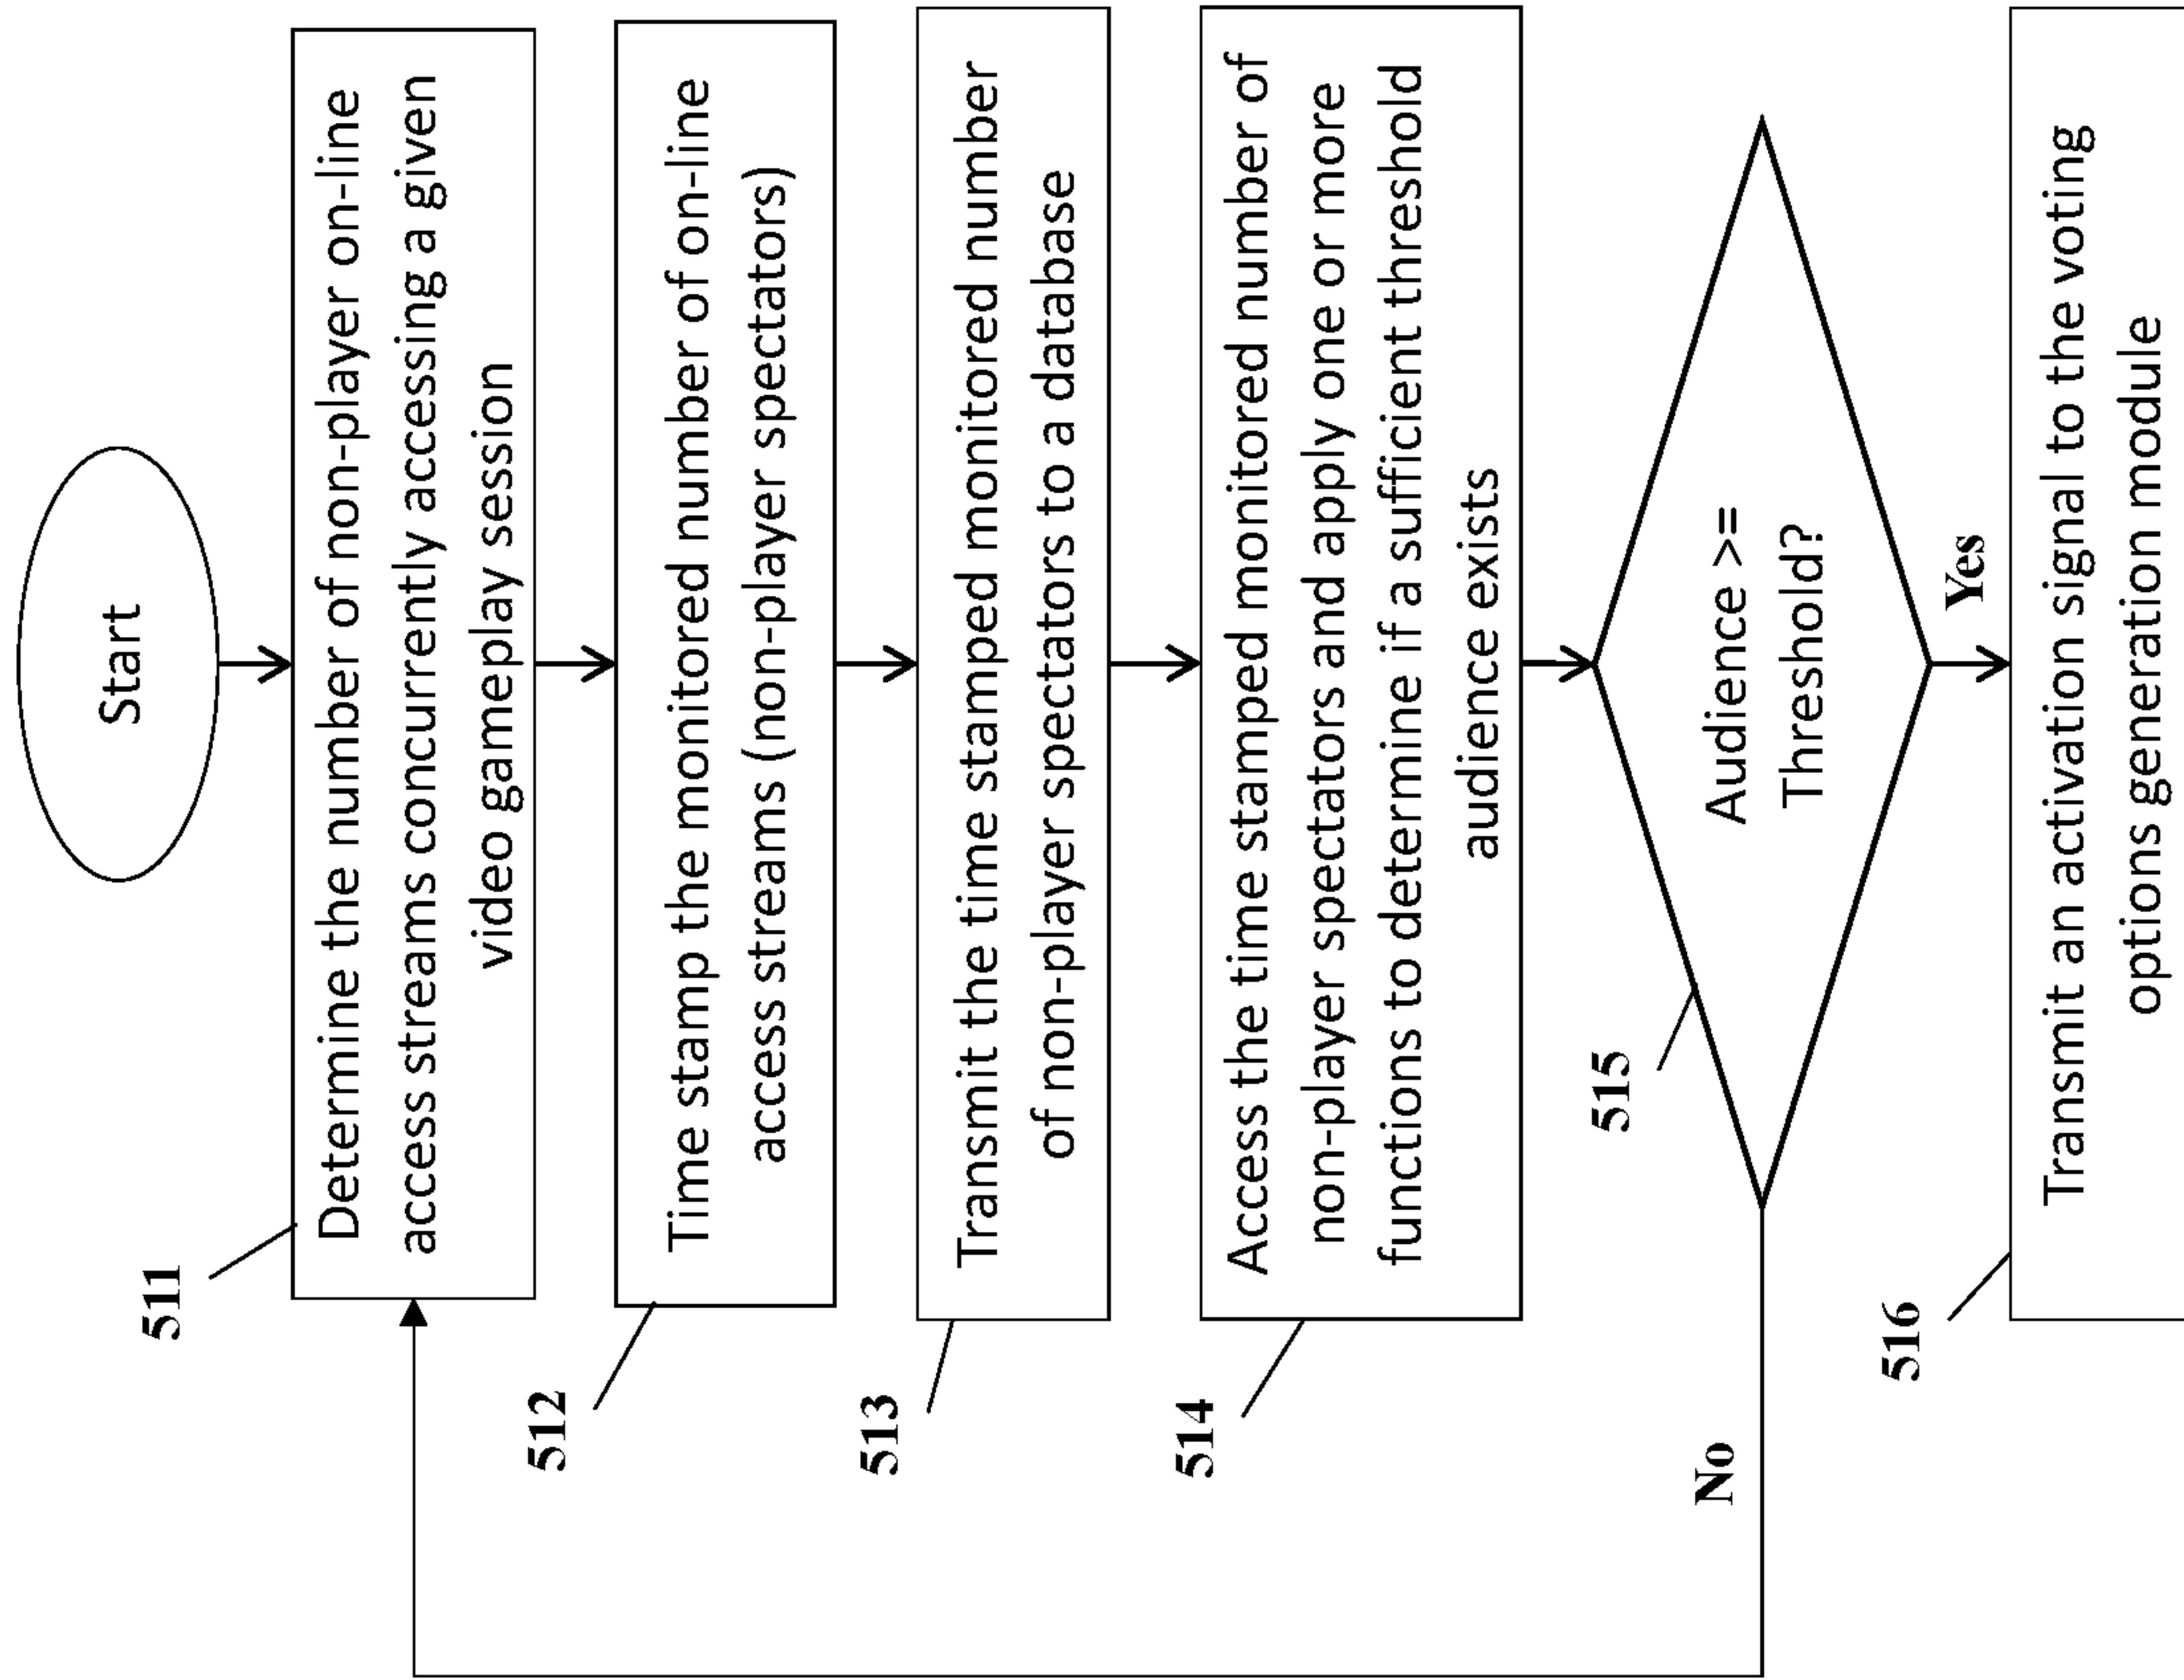 Start
511
Determine the number of non-player on-line
access streams concurrently accessing a given
video gameplay session
512
Time stamp the monitored number of on-line
access streams (non-player spectators)
513
Transmit the time stamped monitored number
of non-player spectators to a database
514
Access the time stamped monitored number of
non-player spectators and apply one or more
functions to determine if a sufficient threshold
audience exists
515
Audience >=
Threshold?
No
Yes
516
Transmit an activation signal to the voting
options generation module